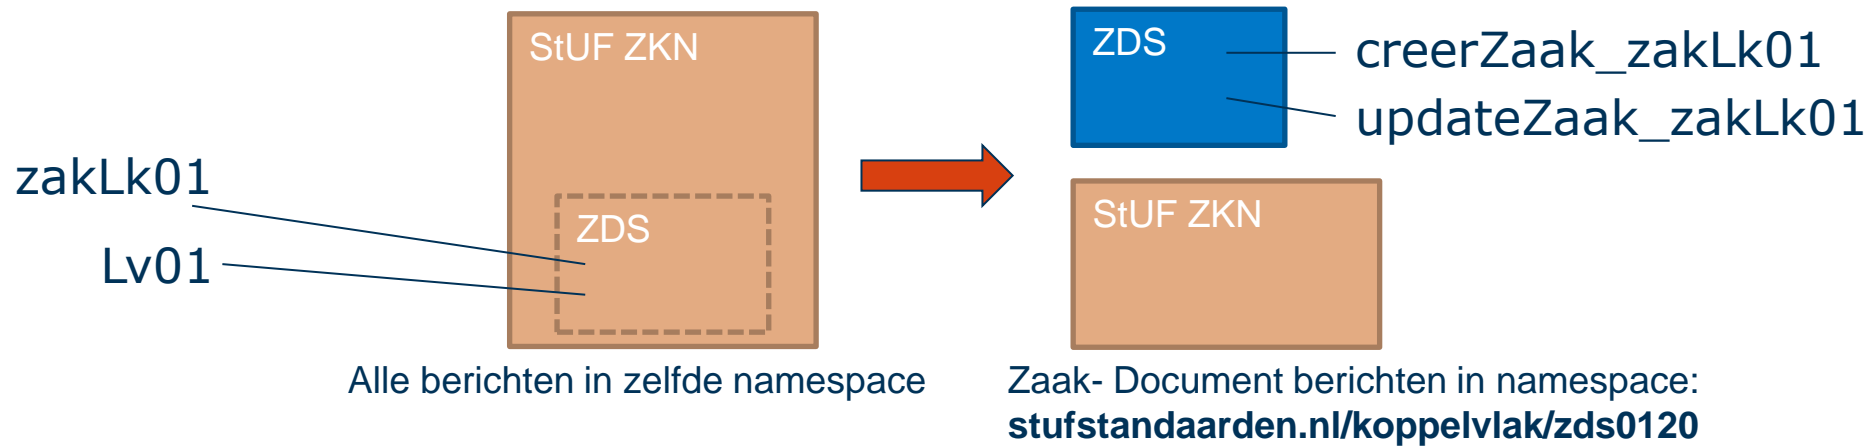 StUF ZKN
zakLk01
Lv01
ZDS
Alle berichten in zelfde namespace
ZDS
creerZaak_zakLk01
updateZaak_zakLk01
StUF ZKN
Zaak- Document berichten in namespace:
stufstandaarden.nl/koppelvlak/zds0120